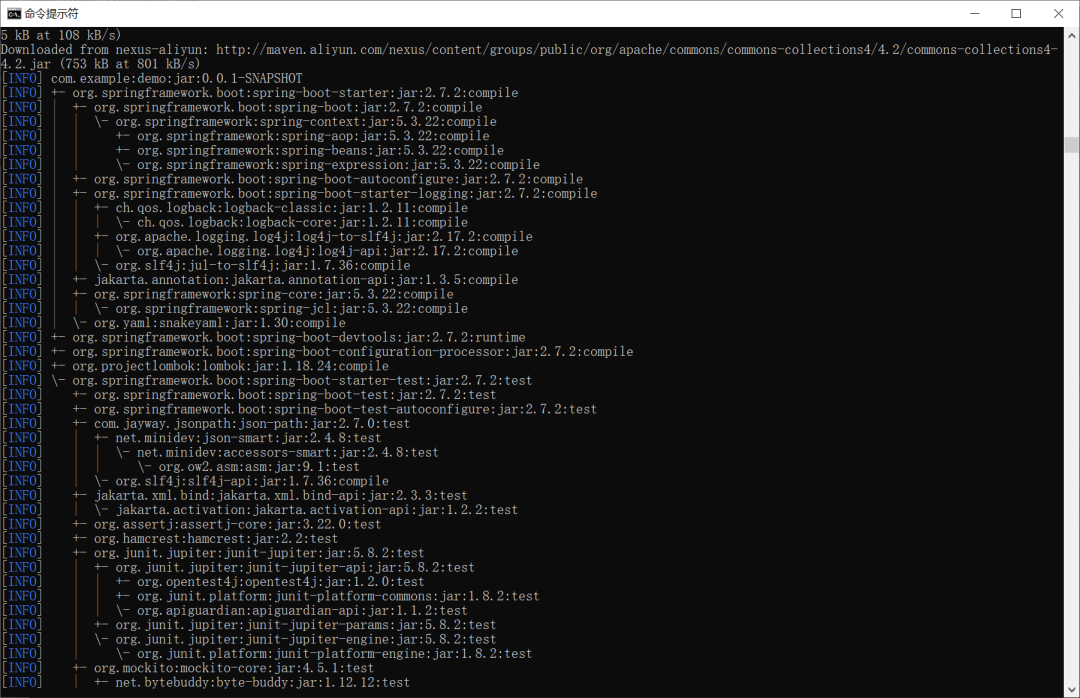 命令提示符
5 kB at 108 kB/s)
Downloaded from nexus-aliyun: http://maven.aliyun.com/nexus/content/groups/public/org/apache/commons/commons-collections4/4.2/commons-collections4-
4.2.jar (753 kB at 801 kB/s)
[INFO] com.example:demo:jar:0.0.1-SNAPSHOT
[INFO] +- org.springframework.boot:spring-boot-starter:jar:2.7.2:compile
[INFO] |  +- org.springframework.boot:spring-boot:jar:2.7.2:compile
[INFO] |  |  \- org.springframework:spring-context:jar:5.3.22:compile
[INFO] |  |     +- org.springframework:spring-aop:jar:5.3.22:compile
[INFO] |  |     +- org.springframework:spring-beans:jar:5.3.22:compile
[INFO] |  |     \- org.springframework:spring-expression:jar:5.3.22:compile
[INFO] |  +- org.springframework.boot:spring-boot-autoconfigure:jar:2.7.2:compile
[INFO] |  +- org.springframework.boot:spring-boot-starter-logging:jar:2.7.2:compile
[INFO] |  |  +- ch.qos.logback:logback-classic:jar:1.2.11:compile
[INFO] |  |  |  \- ch.qos.logback:logback-core:jar:1.2.11:compile
[INFO] |  |  +- org.apache.logging.log4j:log4j-to-slf4j:jar:2.17.2:compile
[INFO] |  |  |  \- org.apache.logging.log4j:log4j-api:jar:2.17.2:compile
[INFO] |  |  \- org.slf4j:jul-to-slf4j:jar:1.7.36:compile
[INFO] |  +- jakarta.annotation:jakarta.annotation-api:jar:1.3.5:compile
[INFO] |  +- org.springframework:spring-core:jar:5.3.22:compile
[INFO] |  |  \- org.springframework:spring-jcl:jar:5.3.22:compile
[INFO] |  \- org.yaml:snakeyaml:jar:1.30:compile
[INFO] +- org.springframework.boot:spring-boot-devtools:jar:2.7.2:runtime
[INFO] +- org.springframework.boot:spring-boot-configuration-processor:jar:2.7.2:compile
[INFO] +- org.projectlombok:lombok:jar:1.18.24:compile
[INFO] \- org.springframework.boot:spring-boot-starter-test:jar:2.7.2:test
[INFO]    +- org.springframework.boot:spring-boot-test:jar:2.7.2:test
[INFO]    +- org.springframework.boot:spring-boot-test-autoconfigure:jar:2.7.2:test
[INFO]    +- com.jayway.jsonpath:json-path:jar:2.7.0:test
[INFO]    |  +- net.minidev:json-smart:jar:2.4.8:test
[INFO]    |  |  \- net.minidev:accessors-smart:jar:2.4.8:test
[INFO]    |  |     \- org.ow2.asm:asm:jar:9.1:test
[INFO]    |  \- org.slf4j:slf4j-api:jar:1.7.36:compile
[INFO]    +- jakarta.xml.bind:jakarta.xml.bind-api:jar:2.3.3:test
[INFO]    |  \- jakarta.activation:jakarta.activation-api:jar:1.2.2:test
[INFO]    +- org.assertj:assertj-core:jar:3.22.0:test
[INFO]    +- org.hamcrest:hamcrest:jar:2.2:test
[INFO]    +- org.junit.jupiter:junit-jupiter:jar:5.8.2:test
[INFO]    |  +- org.junit.jupiter:junit-jupiter-api:jar:5.8.2:test
[INFO]    |  |  +- org.opentest4j:opentest4j:jar:1.2.0:test
[INFO]    |  |  +- org.junit.platform:junit-platform-commons:jar:1.8.2:test
[INFO]    |  |  \- org.apiguardian:apiguardian-api:jar:1.1.2:test
[INFO]    |  +- org.junit.jupiter:junit-jupiter-params:jar:5.8.2:test
[INFO]    |  \- org.junit.jupiter:junit-jupiter-engine:jar:5.8.2:test
[INFO]    |     \- org.junit.platform:junit-platform-engine:jar:1.8.2:test
[INFO]    +- org.mockito:mockito-core:jar:4.5.1:test
[INFO]    |  +- net.bytebuddy:byte-buddy:jar:1.12.12:test